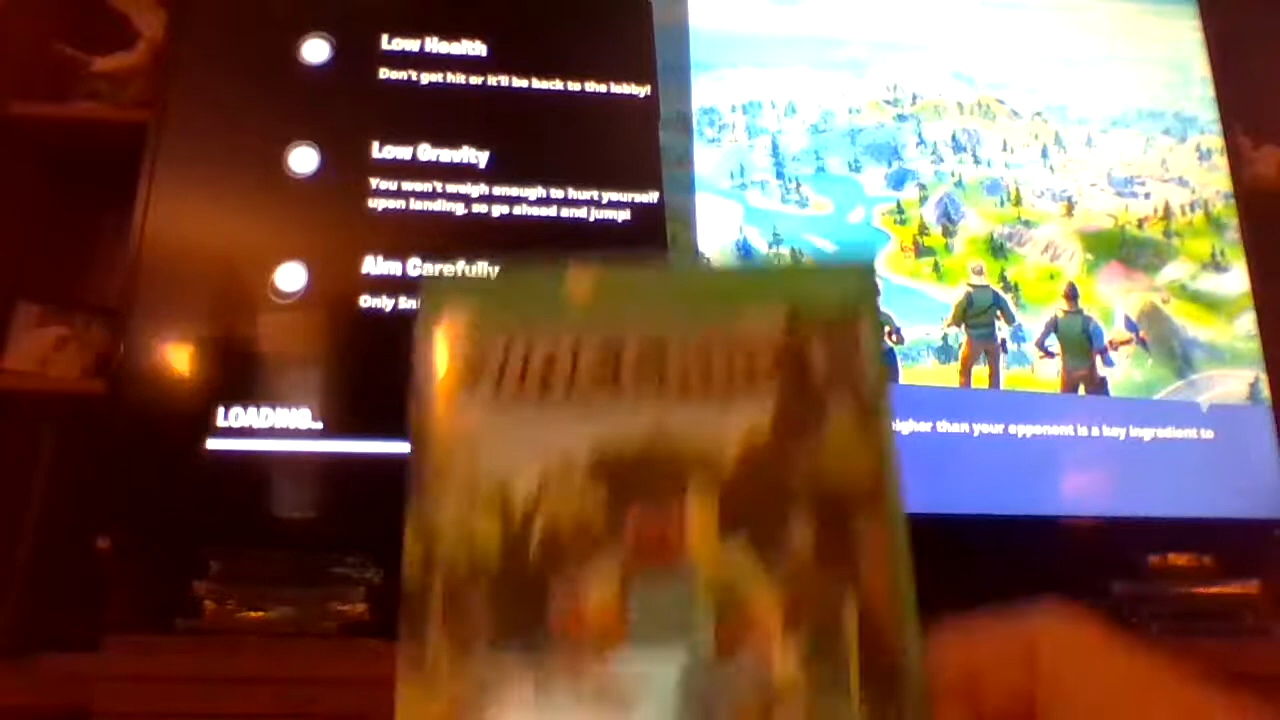 Low Health
Don't get hit or it'll be back to the lobby!
Low Gravity
You won't weigh enough to hurt yourself
upon landing, so go ahead and jump!
Aim Carefully
Only
LOADING..
higher than your opponent is a key ingredient to